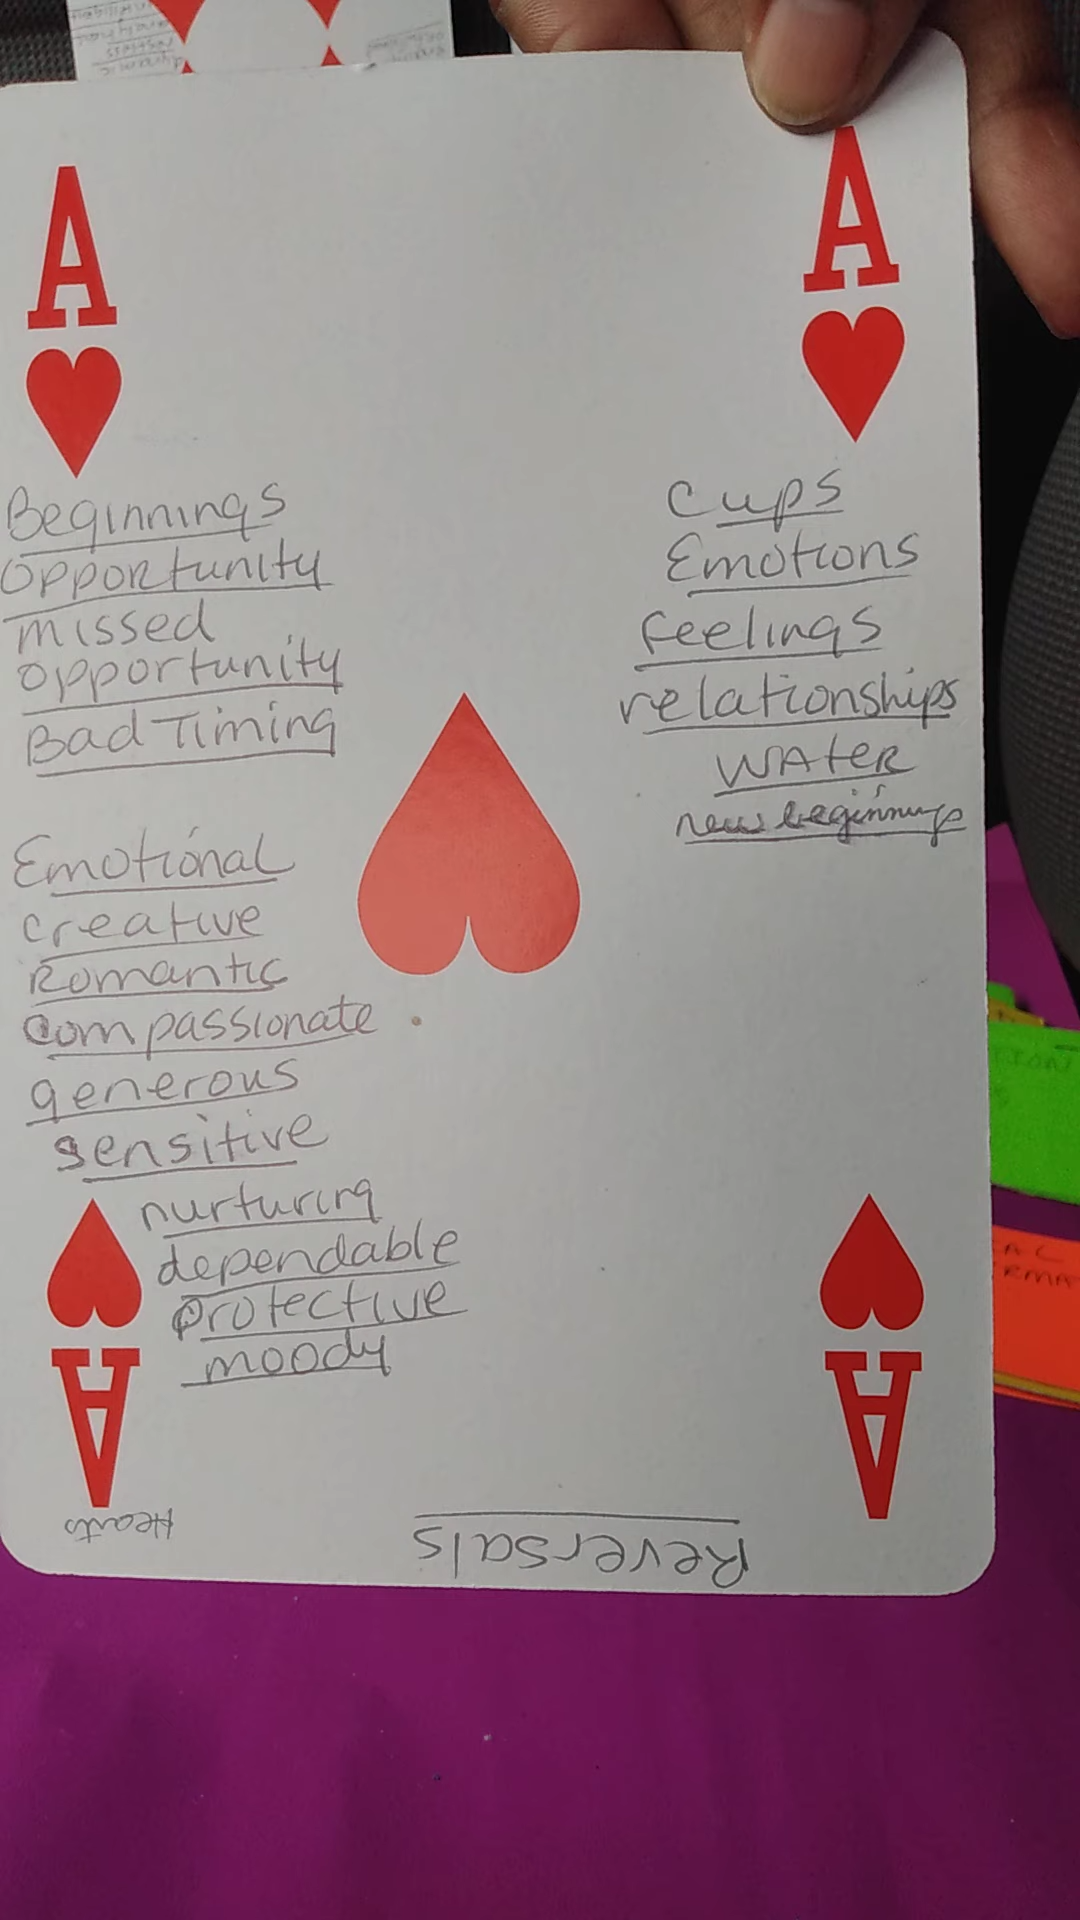 A
A
Beginnings
Opportunity
missed
opportunity
Bad Timing
Emotional
creative
Romantic
compassionate
generous
sensitive
nurturing
dependable
protective
moody
Cups
Emotions
feelings
relationships
WAteR
new beginnings
A
A
Hearts
Reversals